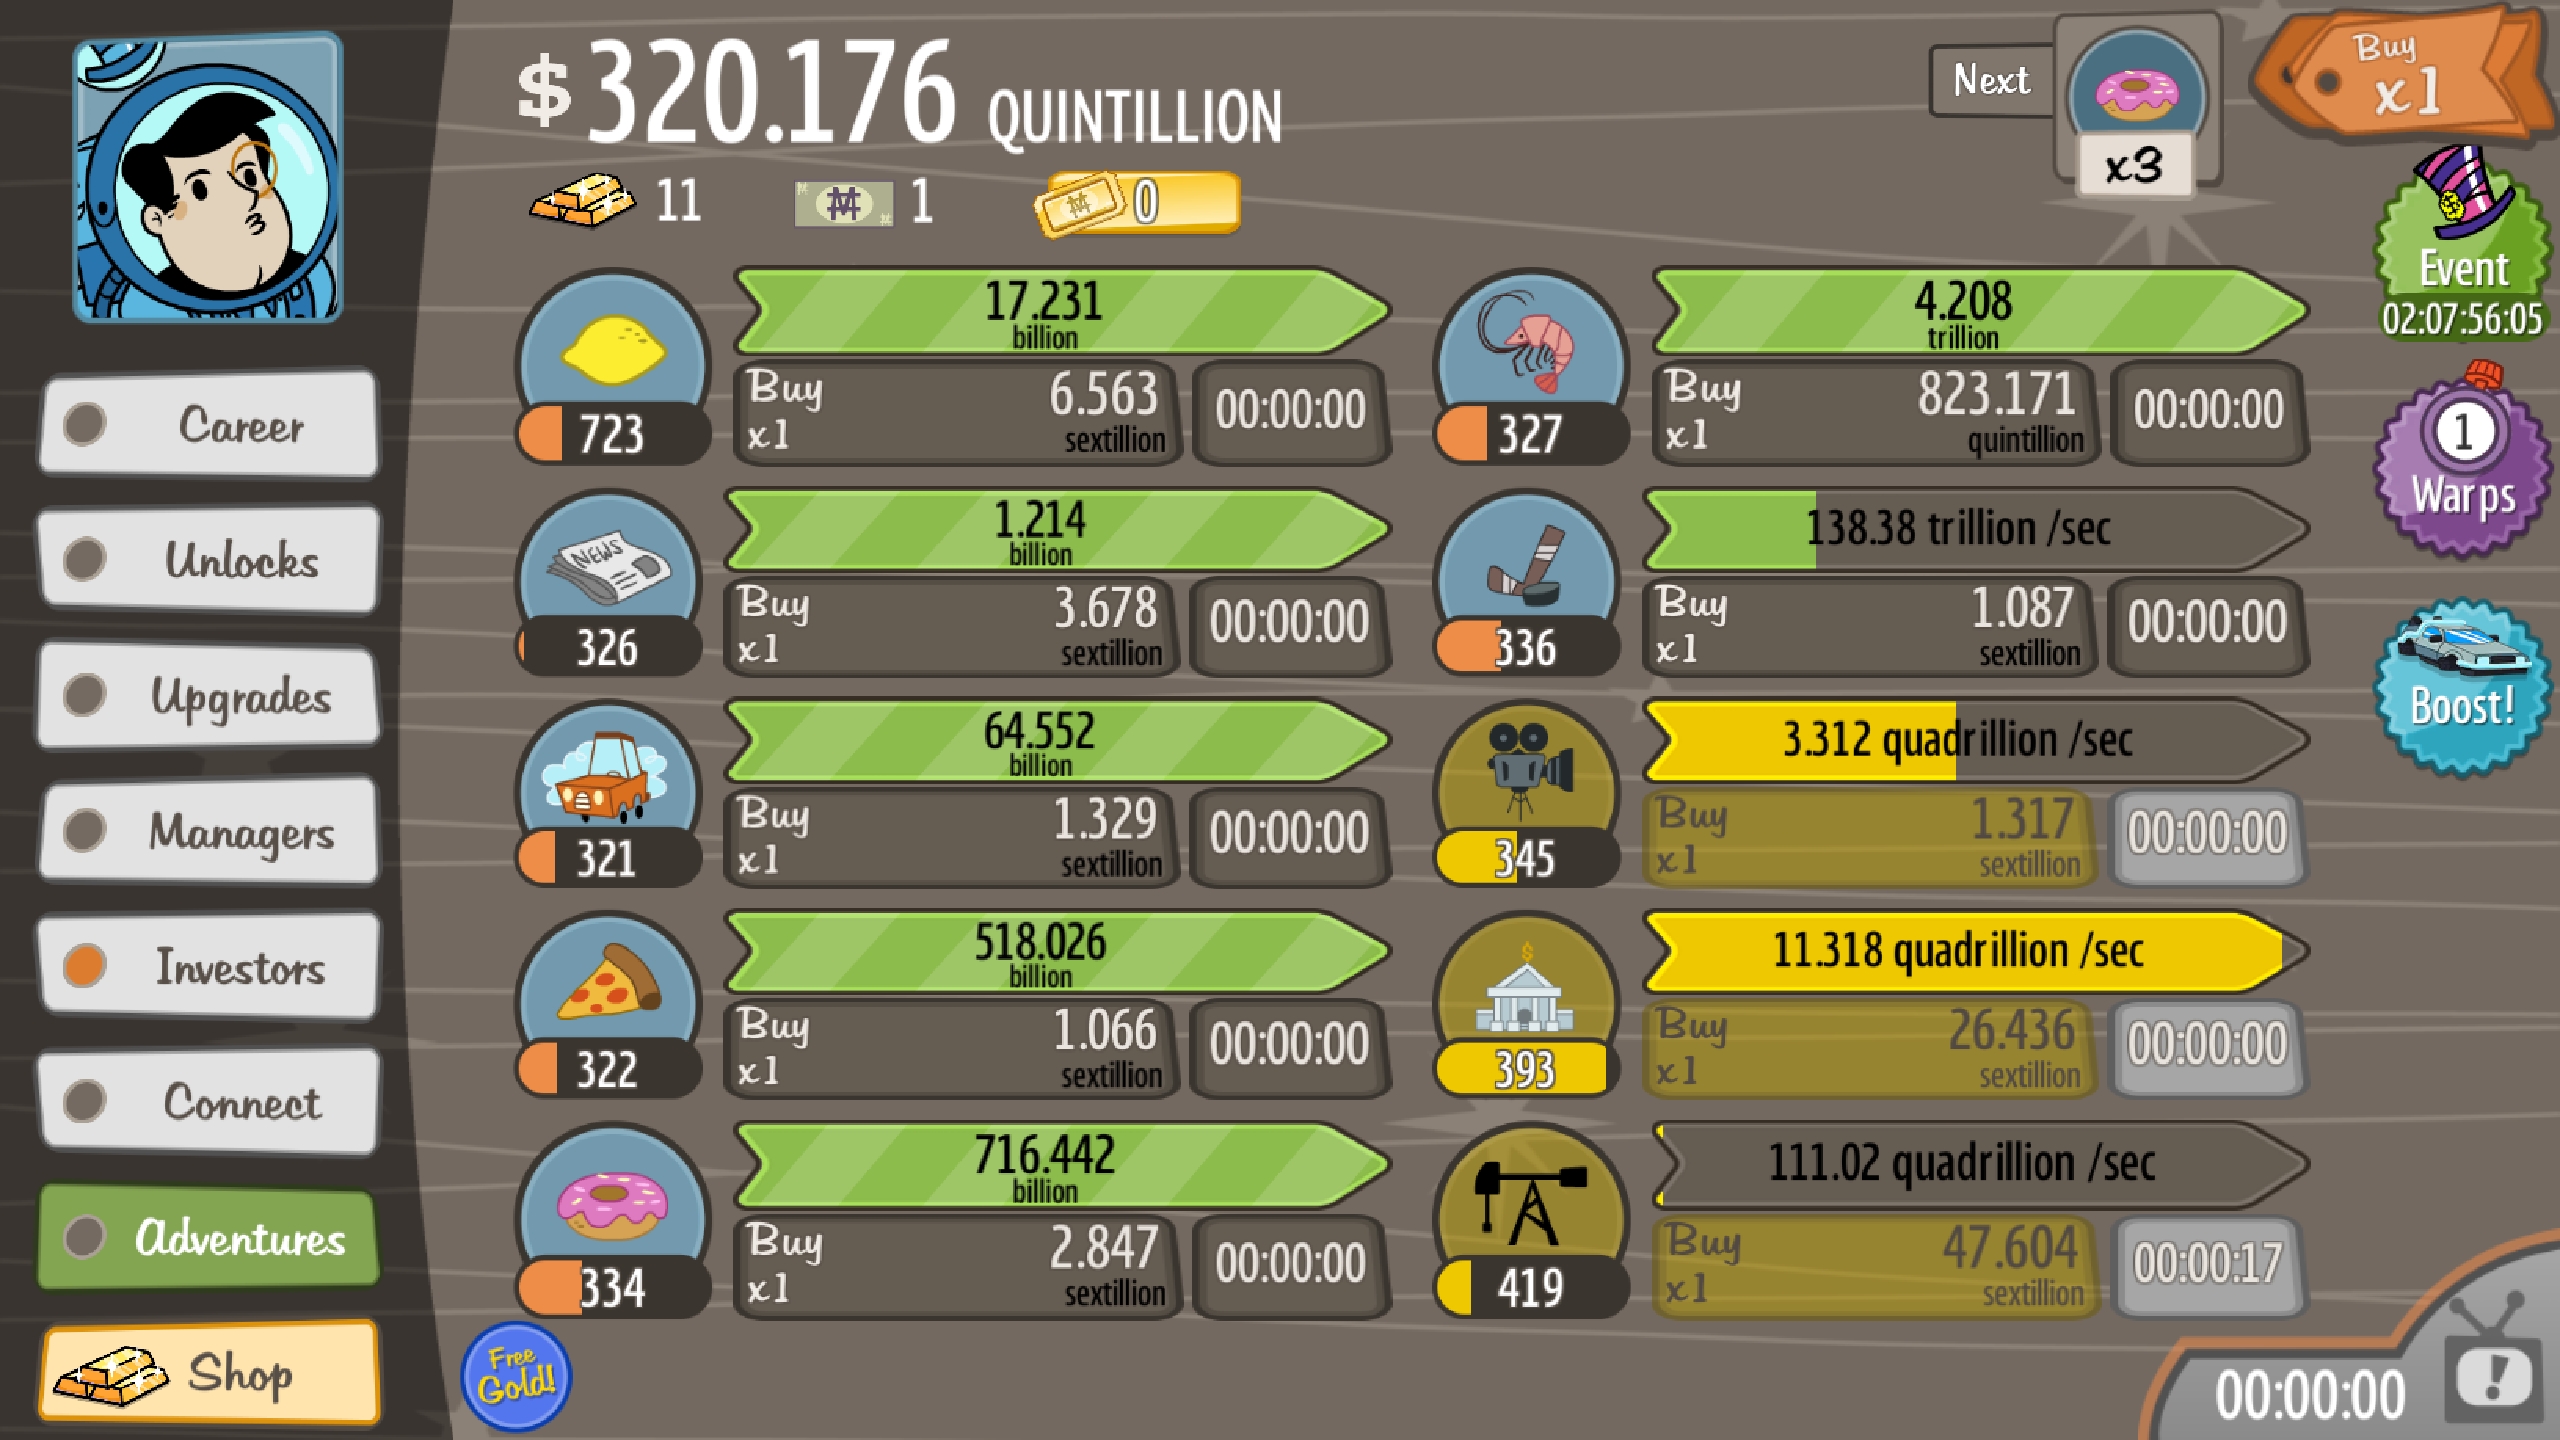 $320.176 QUINTILLION
11
1
0
Next
x3
Buy
x1
Event
02:07:56:05
1
Warps
Boost!
Career
Unlocks
Upgrades
Managers
Investors
Connect
Adventures
Shop
17.231
billion
723
Buy
x1
6.563
sextillion
00:00:00
NEWS
1.214
billion
326
Buy
x1
3.678
sextillion
00:00:00
64.552
billion
321
Buy
x1
1.329
sextillion
00:00:00
518.026
billion
322
Buy
x1
1.066
sextillion
00:00:00
716.442
billion
334
Buy
x1
2.847
sextillion
00:00:00
4.208
trillion
327
Buy
x1
823.171
quintillion
00:00:00
138.38 trillion /sec
336
Buy
x1
1.087
sextillion
00:00:00
3.312 quadrillion /sec
345
Buy
x1
1.317
sextillion
00:00:00
$
11.318 quadrillion /sec
393
Buy
x1
26.436
sextillion
00:00:00
111.02 quadrillion /sec
419
Buy
x1
47.604
sextillion
00:00:17
Free
Gold!
00:00:00
!